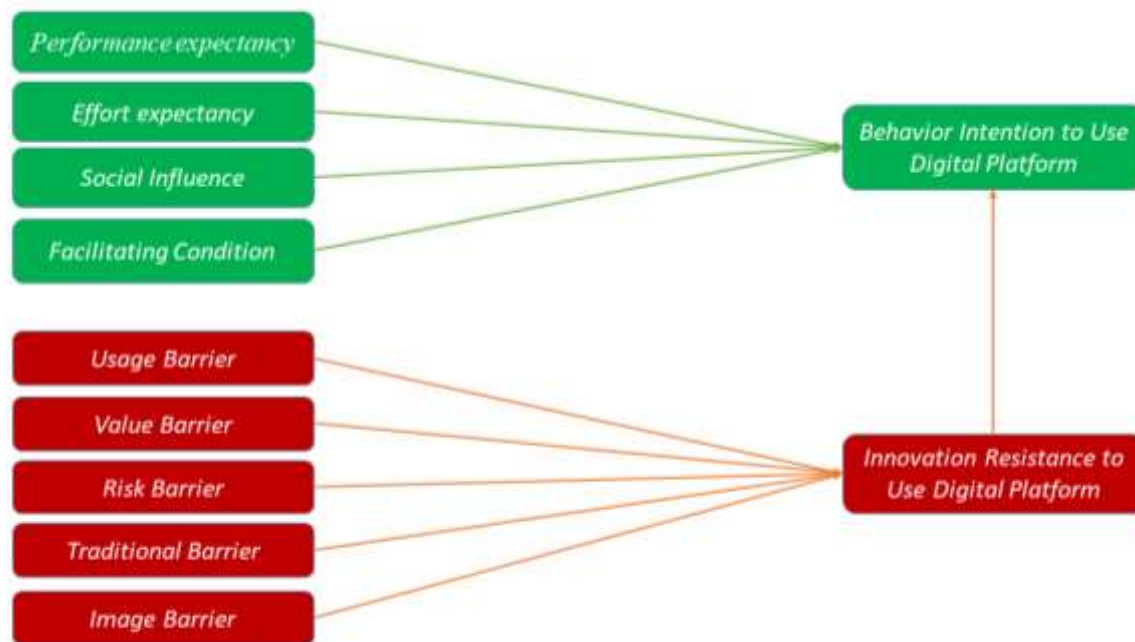 Performance expectancy
Effort expectancy
Social Influence
Facilitating Condition
Behavior Intention to Use
Digital Platform
Usage Barrier
Value Barrier
Risk Barrier
Traditional Barrier
Image Barrier
Innovation Resistance to
Use Digital Platform